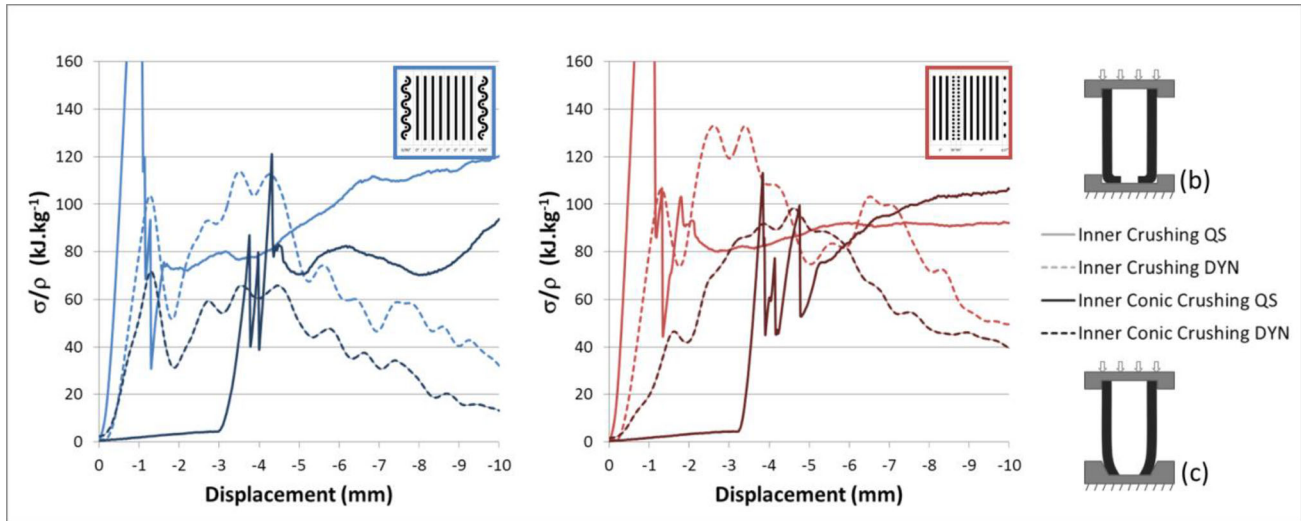 160
140
120
100
80
60
40
20
0
σ/ρ (kJ.kg⁻¹)
0 -1 -2 -3 -4 -5 -6 -7 -8 -9 -10
Displacement (mm)
160
140
120
100
80
60
40
20
0
σ/ρ (kJ.kg⁻¹)
0 -1 -2 -3 -4 -5 -6 -7 -8 -9 -10
Displacement (mm)
(b)
Inner Crushing QS
Inner Crushing DYN
Inner Conic Crushing QS
Inner Conic Crushing DYN
(c)